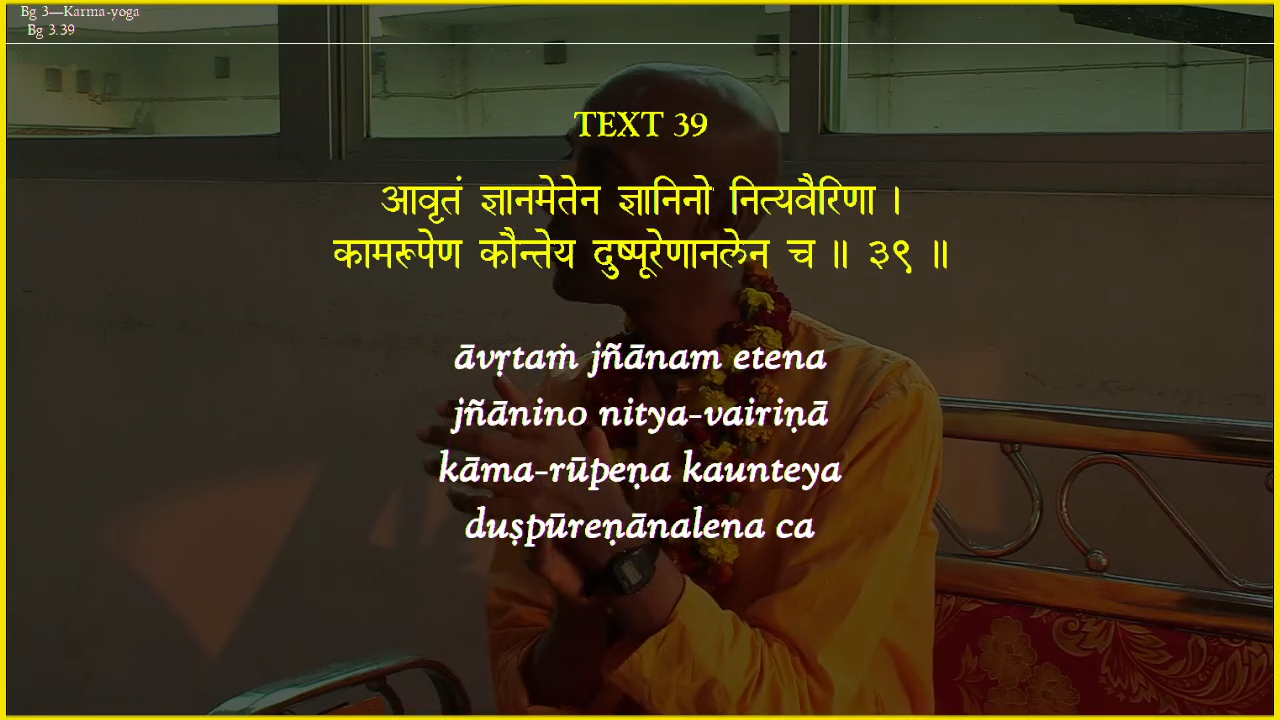 Bg 3—Karma-yoga
Bg 3.39
TEXT 39
आवृतं ज्ञानमेतेन ज्ञानिनो नित्यवैरिणा ।
कामरूपेण कौन्तेय दुष्पूरेणानलेन च ॥ ३९ ॥
āvṛtaṁ jñānam etena
jñānino nitya-vairiṇā
kāma-rūpeṇa kaunteya
duṣpūreṇānalena ca